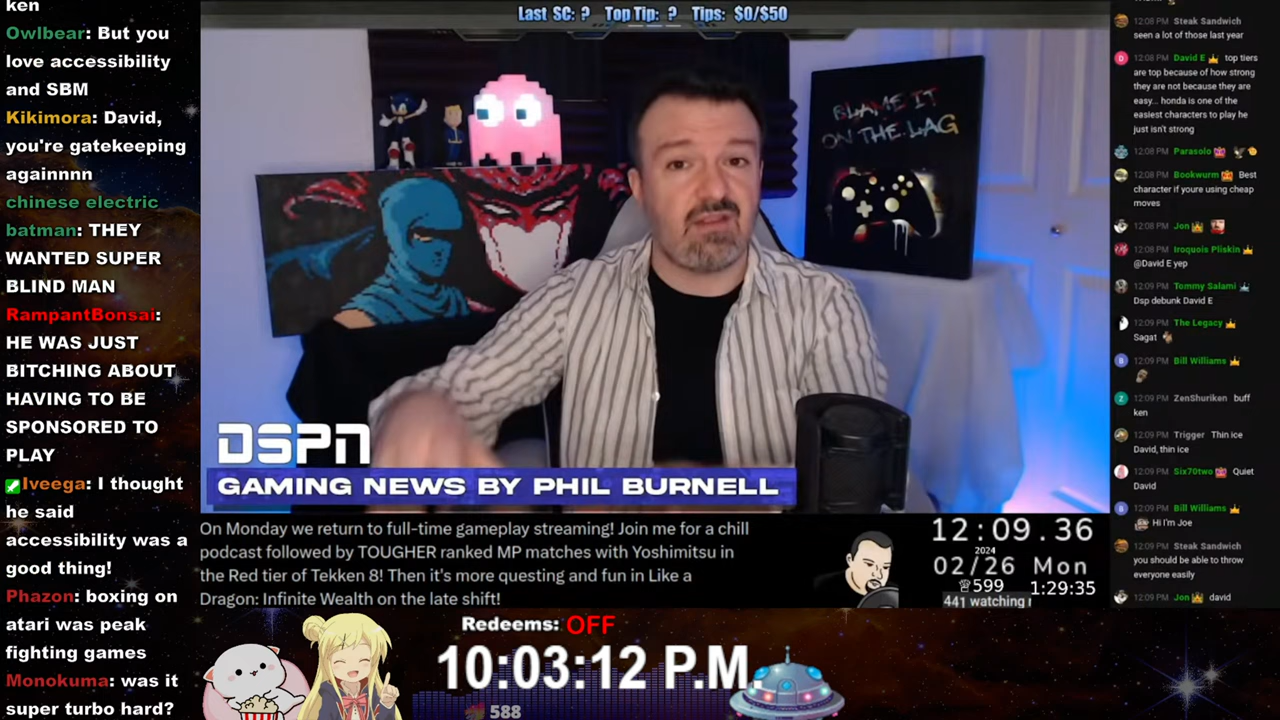 Last SC: ? Top Tip: ? Tips: $0/$50
ken
Owlbear: But you
love accessibility
and SBM
Kikimora: David,
you're gatekeeping
againnnn
chinese electric
batman: THEY
WANTED SUPER
BLIND MAN
RampantBonsai:
HE WAS JUST
BITCHING ABOUT
HAVING TO BE
SPONSORED TO
PLAY
Iveega: I thought
he said
accessibility was a
good thing!
Phazon: boxing on
atari was peak
fighting games
Monokuma: was it
super turbo hard?
BLAME IT
ON THE LAG
DSPN
GAMING NEWS BY PHIL BURNELL
On Monday we return to full-time gameplay streaming! Join me for a chill
podcast followed by TOUGHER ranked MP matches with Yoshimitsu in
the Red tier of Tekken 8! Then it's more questing and fun in Like a
Dragon: Infinite Wealth on the late shift!
12:09.36
2024
02/26 Mon
599 1:29:35
441 watching
Redeems: OFF
10:03:12 P.M.
588
12:08 PM Steak Sandwich
seen a lot of those last year
12:08 PM David E top tiers
are top because of how strong
they are not because they are
easy... honda is one of the
easiest characters to play he
just isn't strong
12:08 PM Parasolo
12:08 PM Bookwurm Best
character if youre using cheap
moves
12:08 PM Jon
12:08 PM Iroquois Pliskin
@David E yep
12:09 PM Tommy Salami
Dsp debunk David E
12:09 PM The Legacy
Sagat
12:09 PM Bill Williams
12:09 PM ZenShuriken buff
ken
12:09 PM Trigger Thin ice
David, thin ice
12:09 PM Six70two Quiet
David
12:09 PM Bill Williams
Hi I'm Joe
12:09 PM Steak Sandwich
you should be able to throw
everyone easily
12:09 PM Jon david